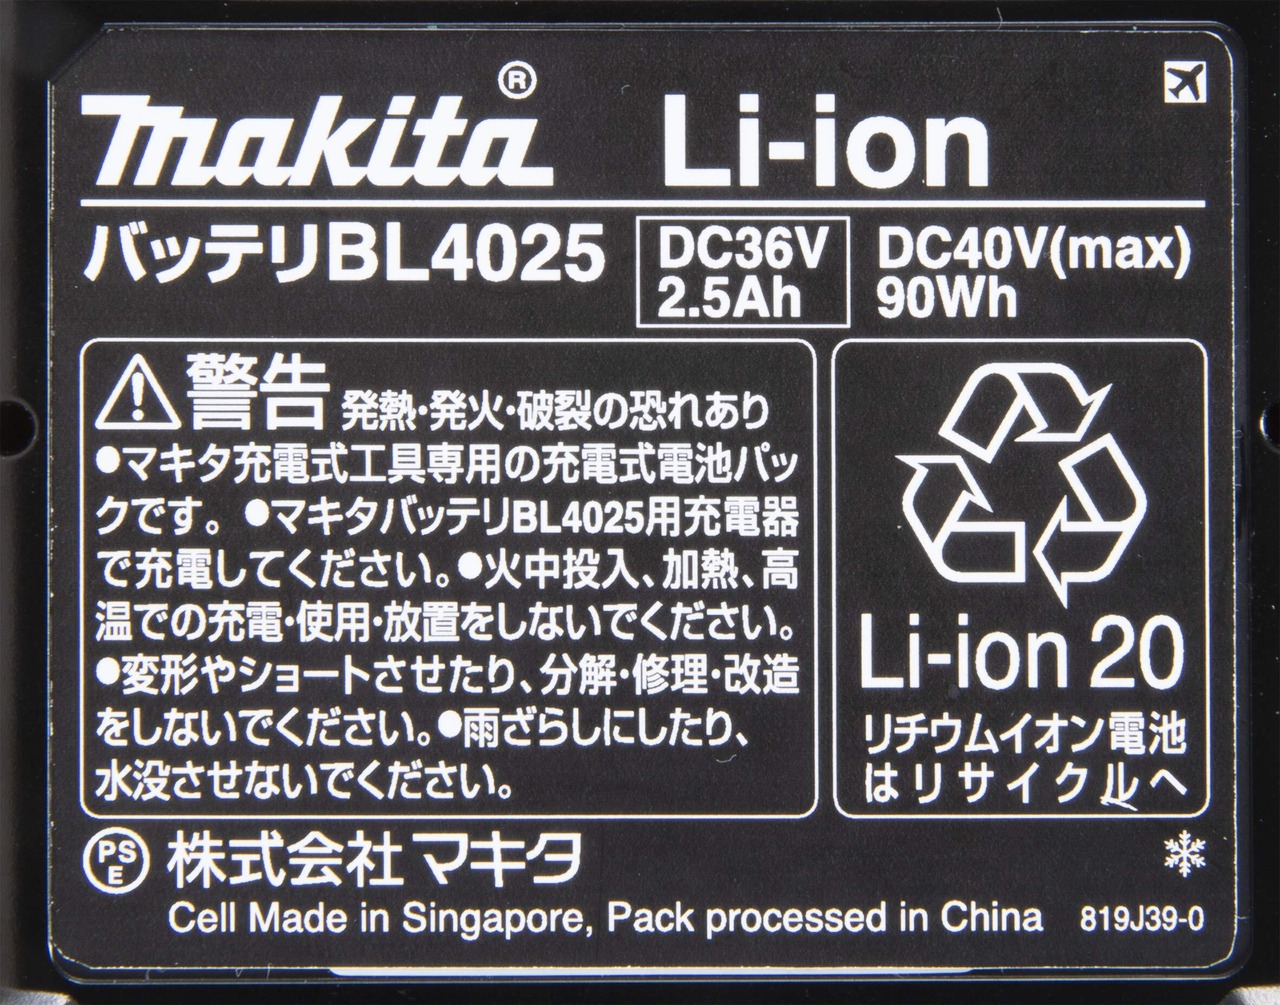 makita®
Li-ion
バッテリBL4025
DC36V
2.5Ah
DC40V(max)
90Wh
警告 発熱・発火・破裂の恐れあり
●マキタ充電式工具専用の充電式電池パッ
クです。●マキタバッテリBL4025用充電器
で充電してください。●火中投入、加熱、高
温での充電・使用・放置をしないでください。
●変形やショートさせたり、分解・修理・改造
をしないでください。●雨ざらしにしたり、
水没させないでください。
Li-ion 20
リチウムイオン電池
はリサイクルへ
PS
E
株式会社マキタ
Cell Made in Singapore, Pack processed in China
819J39-0